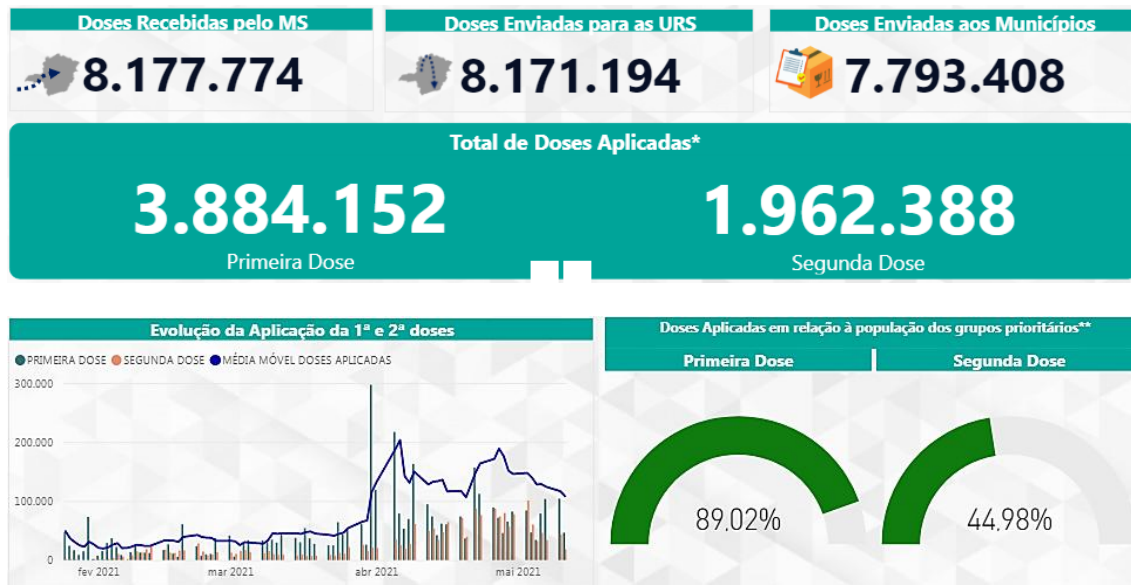 Doses Recebidas pelo MS
8.177.774
Doses Enviadas para as URS
8.171.194
Doses Enviadas aos Municípios
7.793.408
Total de Doses Aplicadas*
3.884.152
Primeira Dose
1.962.388
Segunda Dose
Evolução da Aplicação da 1ª e 2ª doses
PRIMEIRA DOSE SEGUNDA DOSE MÉDIA MÓVEL DOSES APLICADAS
300.000
200.000
100.000
0
fev 2021 mar 2021 abr 2021 mai 2021
Doses Aplicadas em relação à população dos grupos prioritários**
Primeira Dose
Segunda Dose
89,02%
44,98%